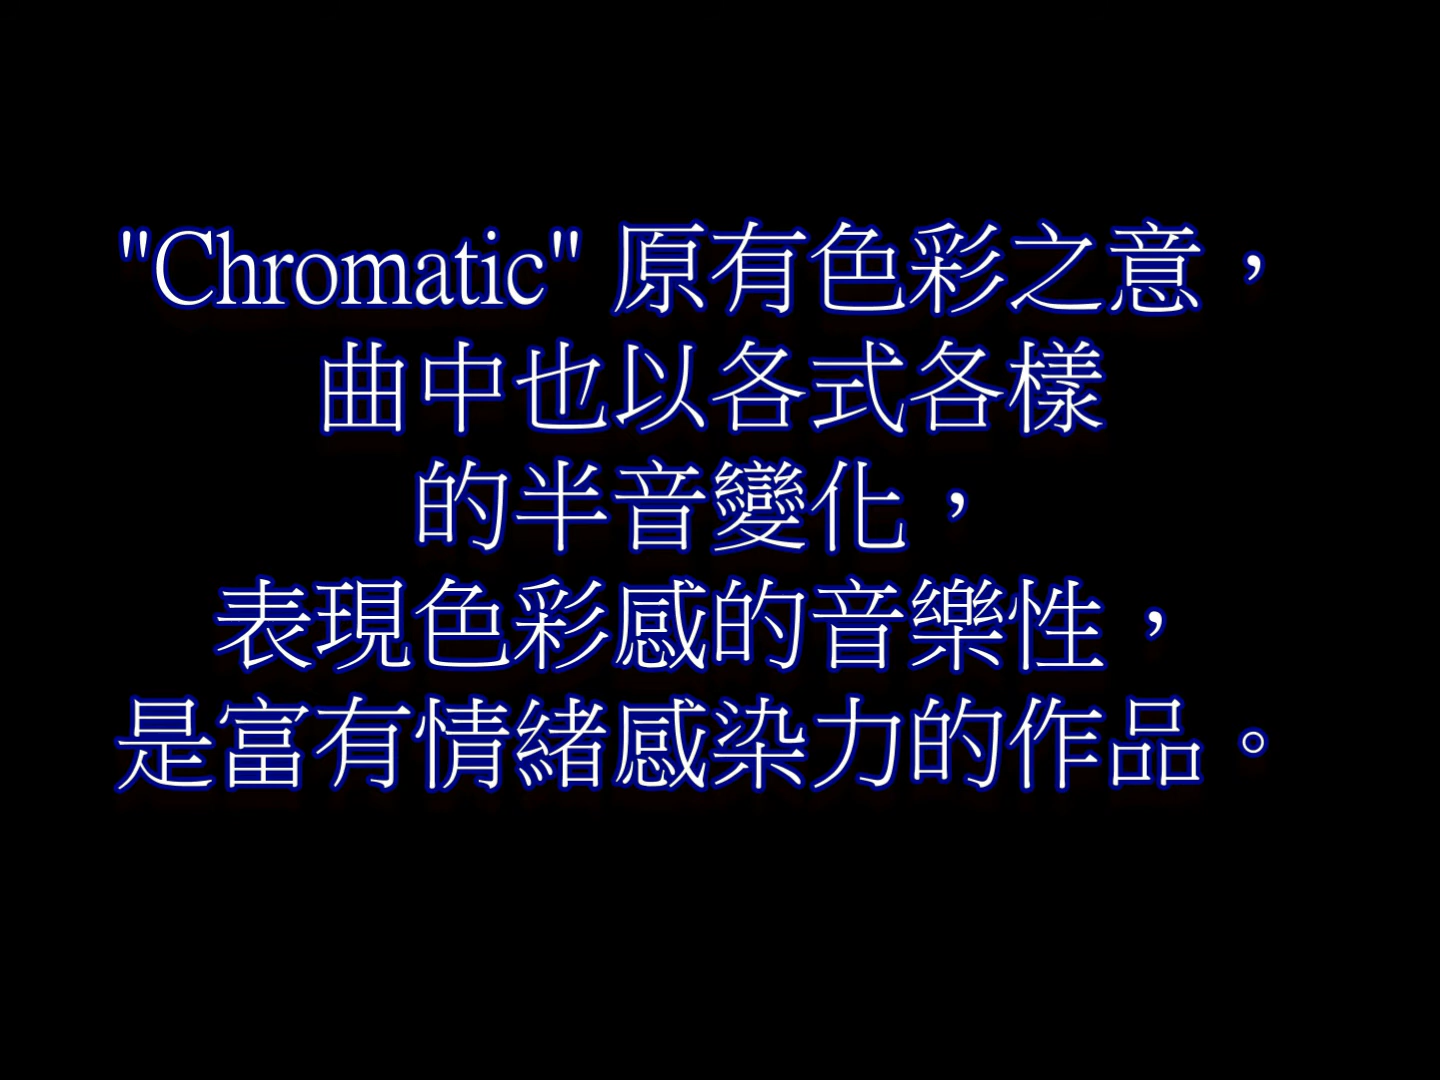 "Chromatic" 原有色彩之意，
曲中也以各式各樣
的半音變化，
表現色彩感的音樂性，
是富有情緒感染力的作品。